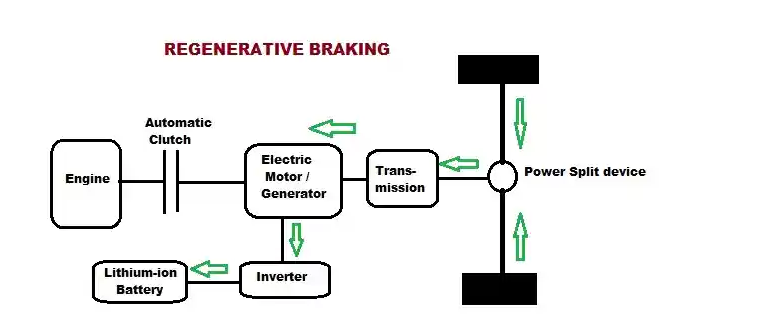 REGENERATIVE BRAKING
Automatic
Clutch
Engine
Electric
Motor /
Generator
Trans-
mission
Power Split device
Lithium-ion
Battery
Inverter